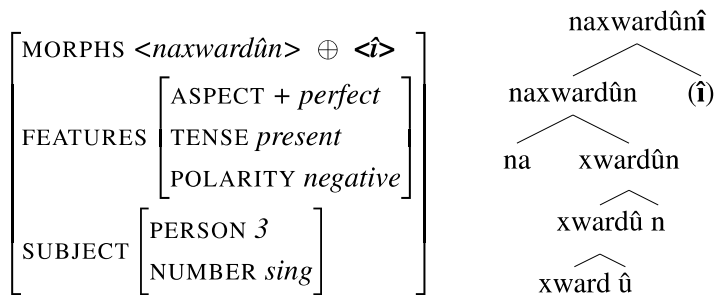 MORPHS <naxwardûn> ⊕ <î>
FEATURES
ASPECT + perfect
TENSE present
POLARITY negative
SUBJECT
PERSON 3
NUMBER sing
naxwardûnî
naxwardûn (î)
na xwardûn
xwardû n
xward û